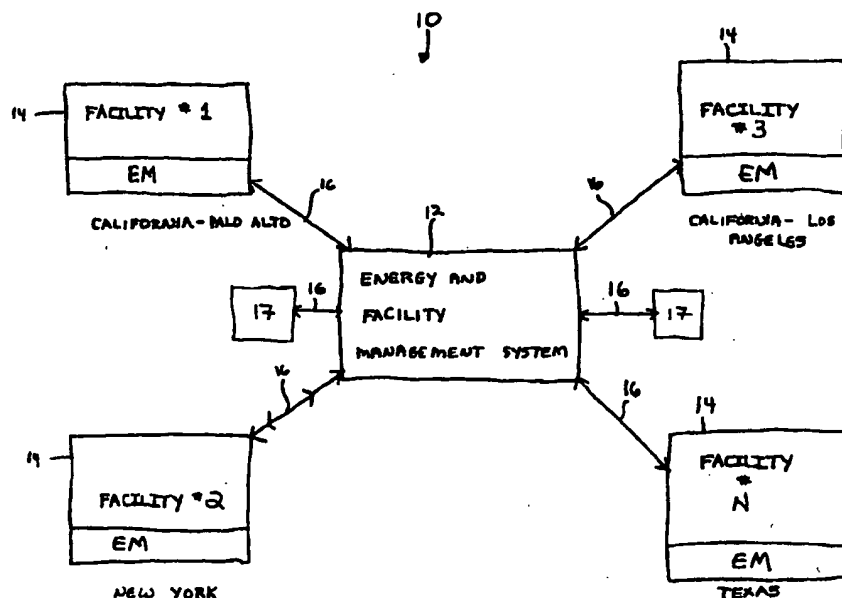 10
14
FACILITY #1
EM
CALIFORNIA-PALO ALTO
16
14
FACILITY
#3
EM
CALIFORNIA- LOS
ANGELES
16
12
ENERGY AND
FACILITY
MANAGEMENT SYSTEM
17
16
16
17
16
14
FACILITY #2
EM
NEW YORK
16
14
FACILITY
#
N
EM
TEXAS